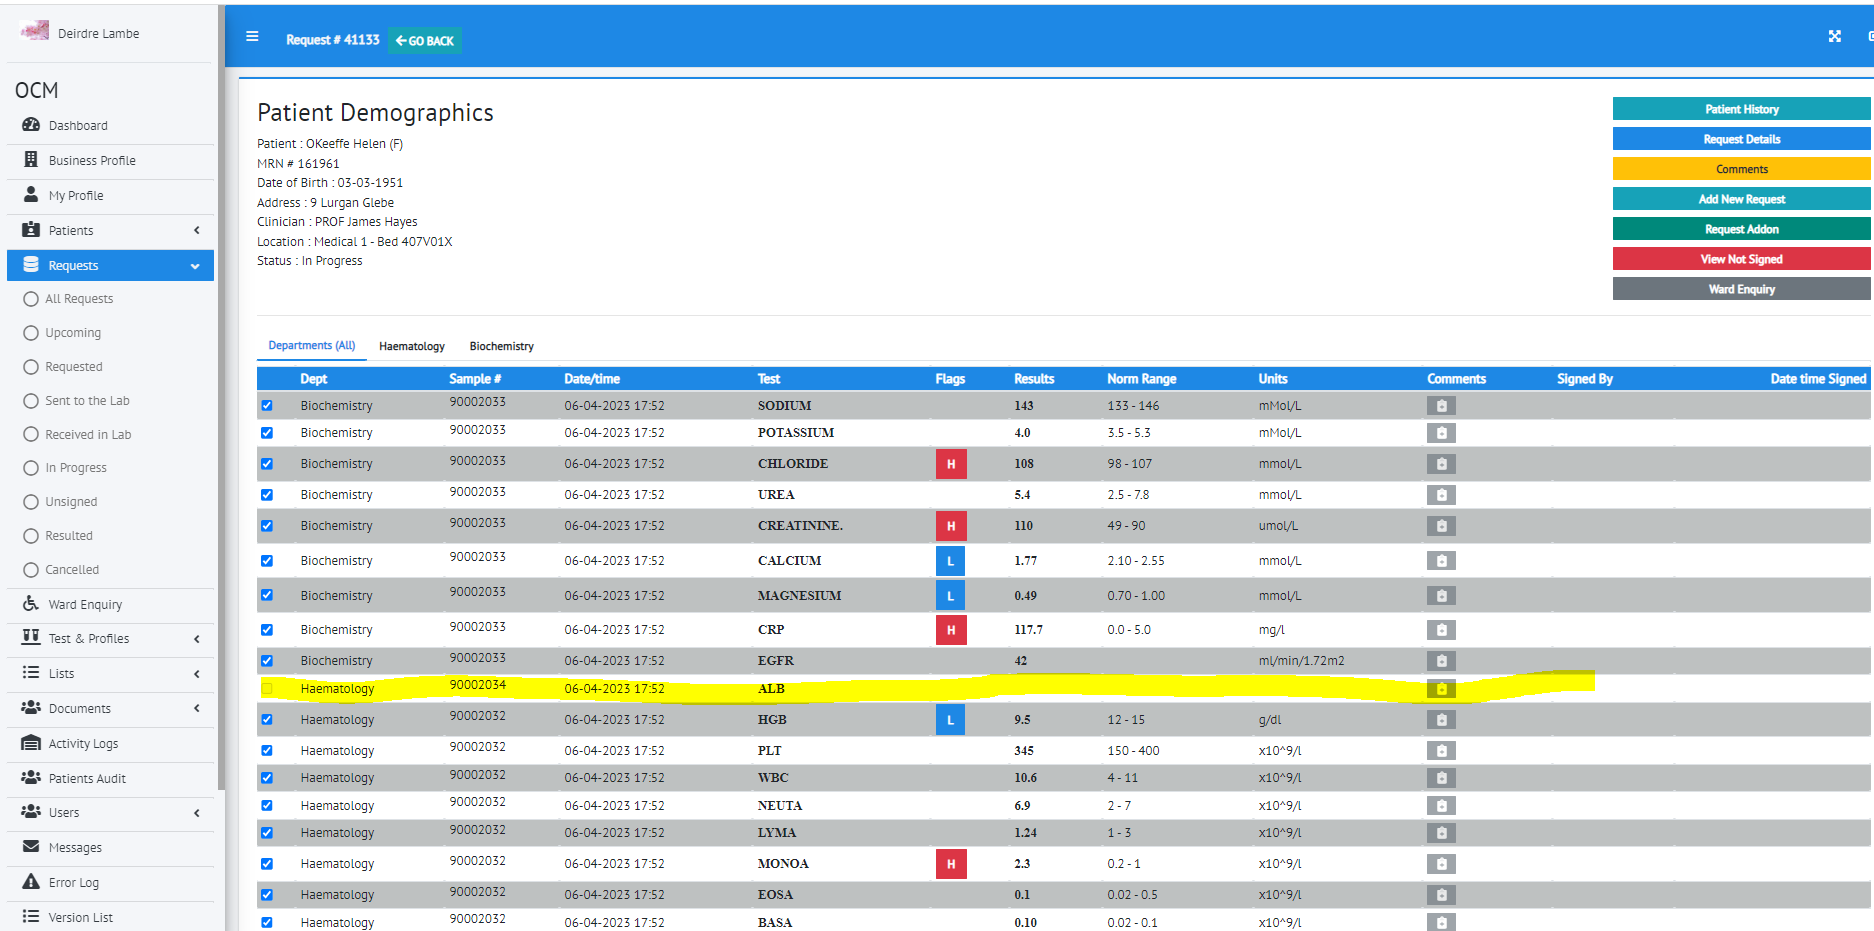 Deirdre Lambe
OCM
Dashboard
Business Profile
My Profile
Patients
Requests
All Requests
Upcoming
Requested
Sent to the Lab
Received in Lab
In Progress
Unsigned
Resulted
Cancelled
Ward Enquiry
Test & Profiles
Lists
Documents
Activity Logs
Patients Audit
Users
Messages
Error Log
Version List
Request # 41133 GO BACK
Patient Demographics
Patient : OKeeffe Helen (F)
MRN # 161961
Date of Birth : 03-03-1951
Address : 9 Lurgan Glebe
Clinician : PROF James Hayes
Location : Medical 1 - Bed 407V01X
Status : In Progress
Patient History
Request Details
Comments
Add New Request
Request Addon
View Not Signed
Ward Enquiry
Departments (All) Haematology Biochemistry
Dept Sample # Date/time Test Flags Results Norm Range Units Comments Signed By Date time Signed
Biochemistry 90002033 06-04-2023 17:52 SODIUM 143 133 - 146 mMol/L
Biochemistry 90002033 06-04-2023 17:52 POTASSIUM 4.0 3.5 - 5.3 mMol/L
Biochemistry 90002033 06-04-2023 17:52 CHLORIDE H 108 98 - 107 mmol/L
Biochemistry 90002033 06-04-2023 17:52 UREA 5.4 2.5 - 7.8 mmol/L
Biochemistry 90002033 06-04-2023 17:52 CREATININE. H 110 49 - 90 umol/L
Biochemistry 90002033 06-04-2023 17:52 CALCIUM L 1.77 2.10 - 2.55 mmol/L
Biochemistry 90002033 06-04-2023 17:52 MAGNESIUM L 0.49 0.70 - 1.00 mmol/L
Biochemistry 90002033 06-04-2023 17:52 CRP H 117.7 0.0 - 5.0 mg/l
Biochemistry 90002033 06-04-2023 17:52 EGFR 42 ml/min/1.72m2
Haematology 90002034 06-04-2023 17:52 ALB
Haematology 90002032 06-04-2023 17:52 HGB L 9.5 12 - 15 g/dl
Haematology 90002032 06-04-2023 17:52 PLT 345 150 - 400 x10^9/l
Haematology 90002032 06-04-2023 17:52 WBC 10.6 4 - 11 x10^9/l
Haematology 90002032 06-04-2023 17:52 NEUTA 6.9 2 - 7 x10^9/l
Haematology 90002032 06-04-2023 17:52 LYMA 1.24 1 - 3 x10^9/l
Haematology 90002032 06-04-2023 17:52 MONOA H 2.3 0.2 - 1 x10^9/l
Haematology 90002032 06-04-2023 17:52 EOSA 0.1 0.02 - 0.5 x10^9/l
Haematology 90002032 06-04-2023 17:52 BASA 0.10 0.02 - 0.1 x10^9/l